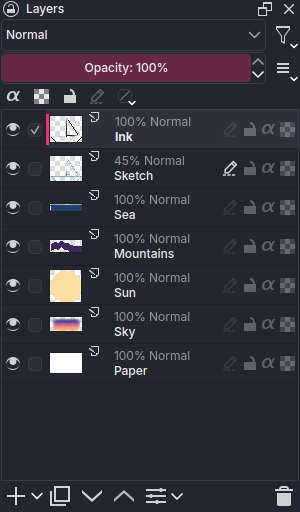 Layers
Normal
Opacity: 100%
α
100% Normal
Ink
α
45% Normal
Sketch
α
100% Normal
Sea
α
100% Normal
Mountains
α
100% Normal
Sun
α
100% Normal
Sky
α
100% Normal
Paper
α